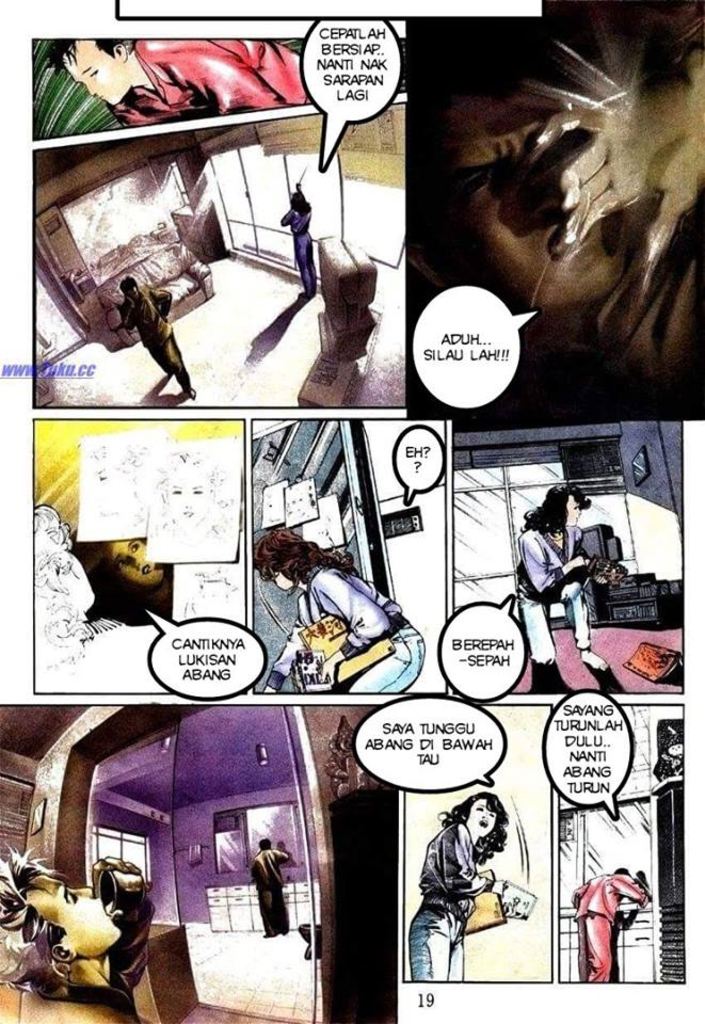 CEPATLAH
BERSIAP..
NANTI NAK
SARAPAN
LAGI
ADUH...
SILAU LAH!!!
CANTIKNYA
LUKISAN
ABANG
EH?
?
BEREPAH
-SEPAH
SAYA TUNGGU
ABANG DI BAWAH
TAU
SAYANG
TURUNLAH
DULU..
NANTI
ABANG
TURUN
19